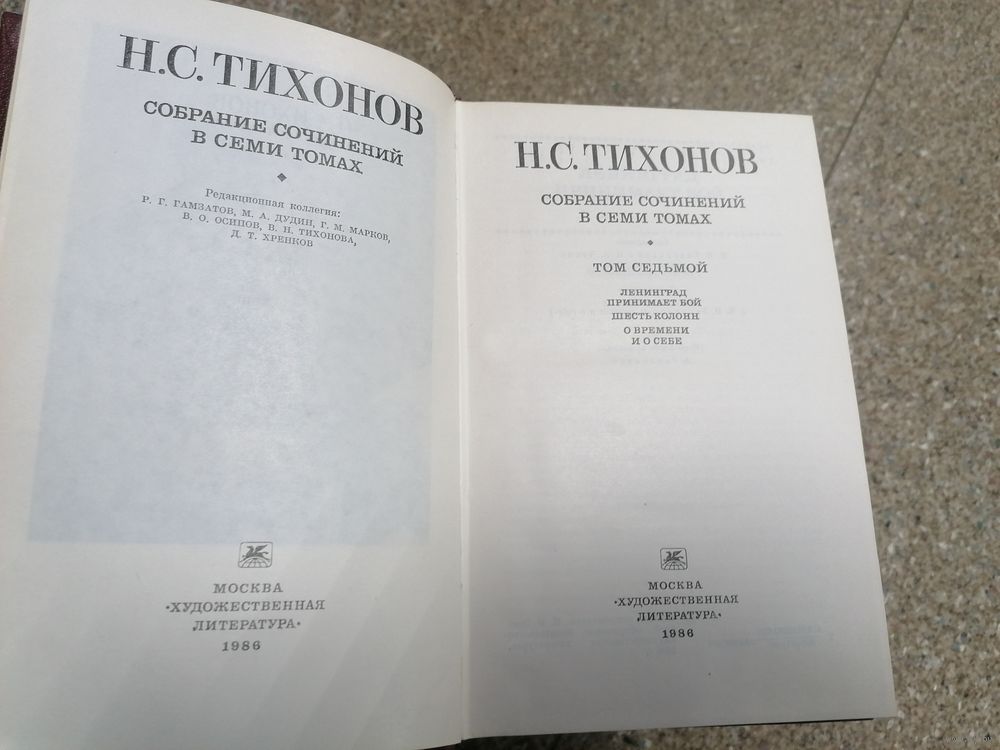 Н.С. ТИХОНОВ
СОБРАНИЕ СОЧИНЕНИЙ
В СЕМИ ТОМАХ
Редакционная коллегия:
Р. Г. ГАМЗАТОВ, М. А. ДУДИН, Г. М. МАРКОВ,
В. О. ОСИПОВ, В. Н. ТИХОНОВА,
Д. Т. ХРЕНКОВ
МОСКВА
«ХУДОЖЕСТВЕННАЯ
ЛИТЕРАТУРА»
1986
Н.С. ТИХОНОВ
СОБРАНИЕ СОЧИНЕНИЙ
В СЕМИ ТОМАХ
ТОМ СЕДЬМОЙ
ЛЕНИНГРАД
ПРИНИМАЕТ БОЙ
ШЕСТЬ КОЛОНН
О ВРЕМЕНИ
И О СЕБЕ
МОСКВА
«ХУДОЖЕСТВЕННАЯ
ЛИТЕРАТУРА»
1986